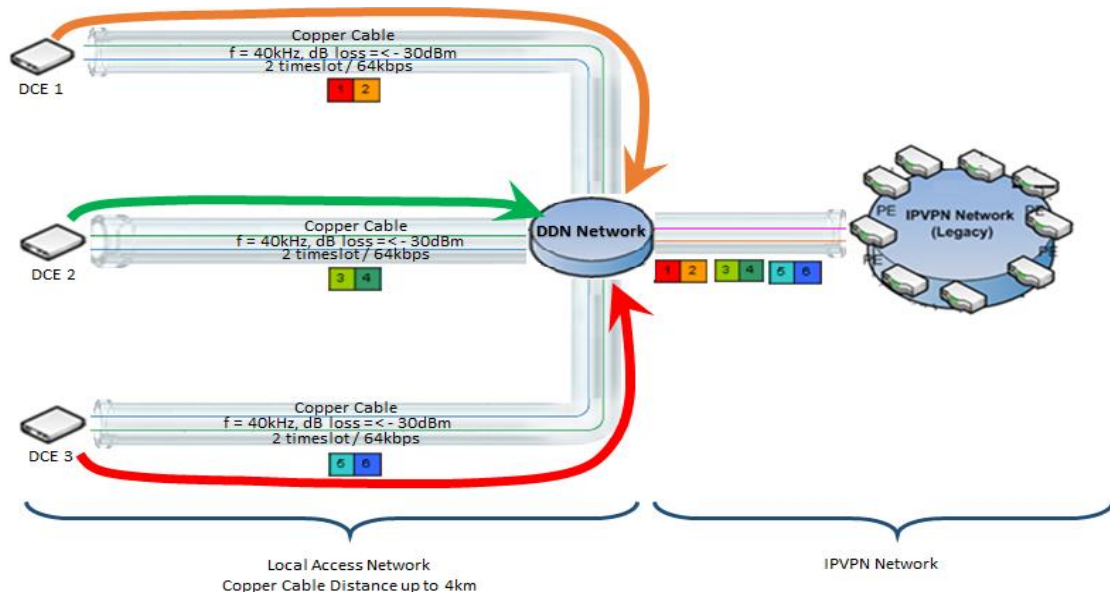 Copper Cable
f = 40kHz, dB loss =< - 30dBm
2 timeslot / 64kbps
1 2
DCE 1
Copper Cable
f = 40kHz, dB loss =< - 30dBm
2 timeslot / 64kbps
3 4
DCE 2
DDN Network
1 2 3 4 5 6
PE
PE
IPVPN Network
(Legacy)
PE
PE
Copper Cable
f = 40kHz, dB loss =< - 30dBm
2 timeslot / 64kbps
5 6
DCE 3
Local Access Network
Copper Cable Distance up to 4km
IPVPN Network